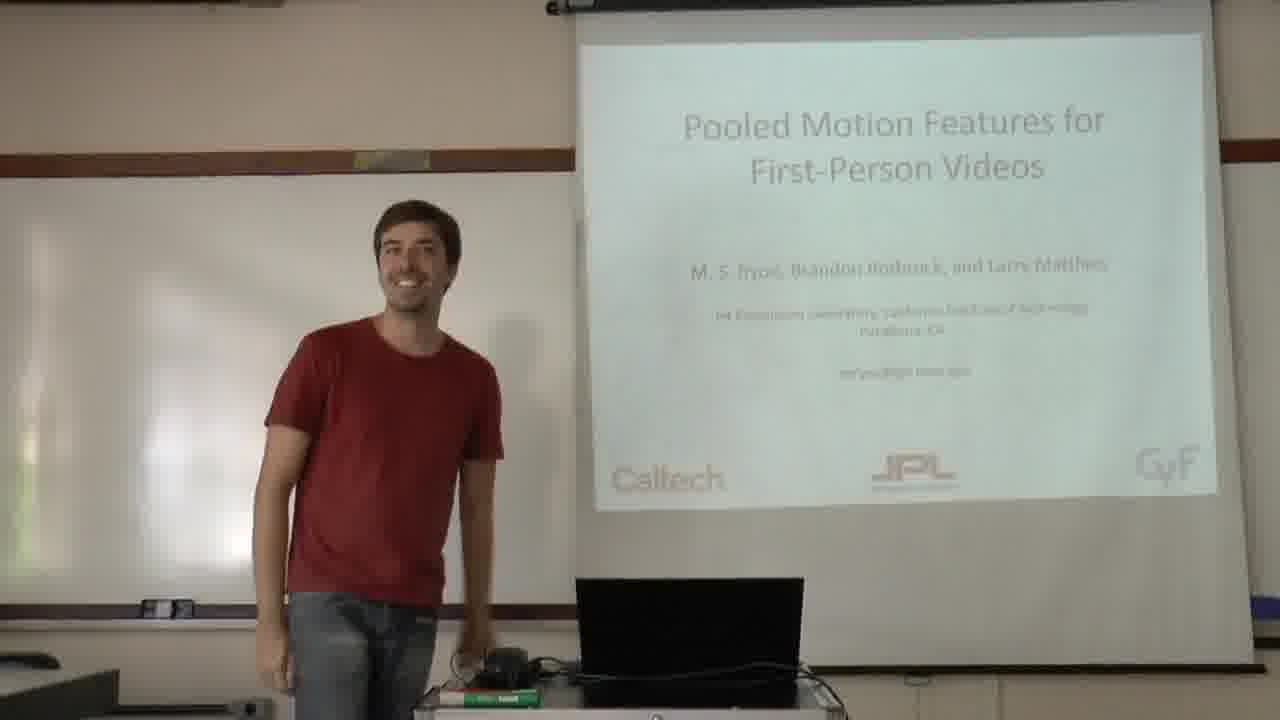 Pooled Motion Features for
First-Person Videos
M. S. Ryoo, Brandon Rothrock, and Larry Matthies
Jet Propulsion Laboratory, California Institute of Technology
Pasadena, CA
Caltech
JPL
CVF